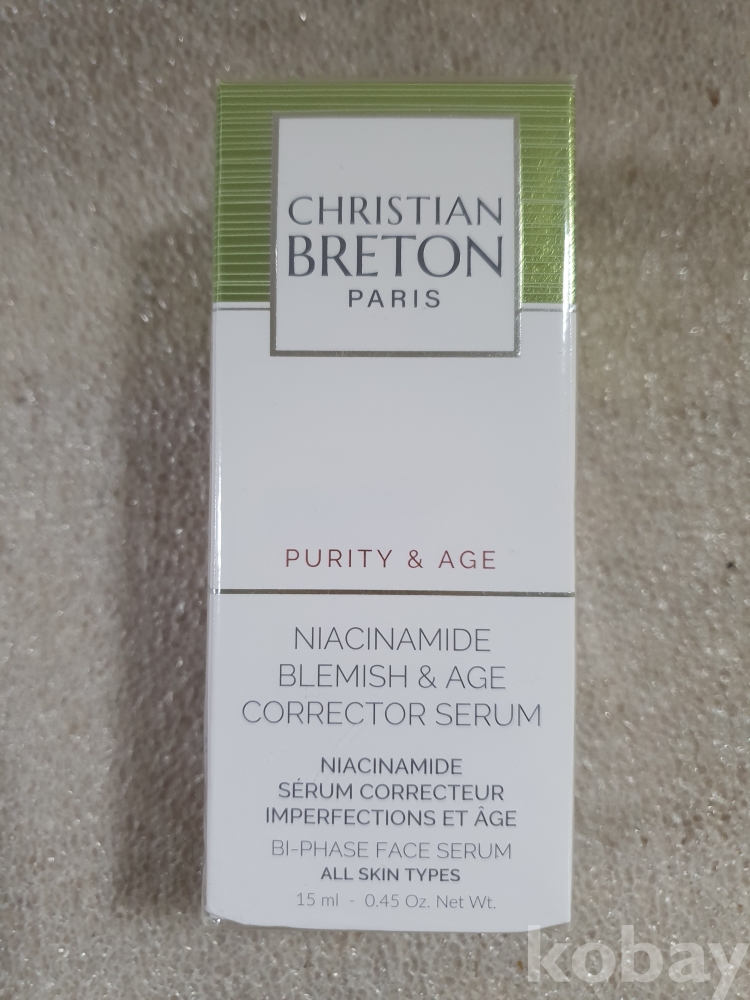 CHRISTIAN
BRETON
PARIS
PURITY & AGE
NIACINAMIDE
BLEMISH & AGE
CORRECTOR SERUM
NIACINAMIDE
SÉRUM CORRECTEUR
IMPERFECTIONS ET ÂGE
BI-PHASE FACE SERUM
ALL SKIN TYPES
15 ml - 0.45 Oz. Net Wt.
kobay